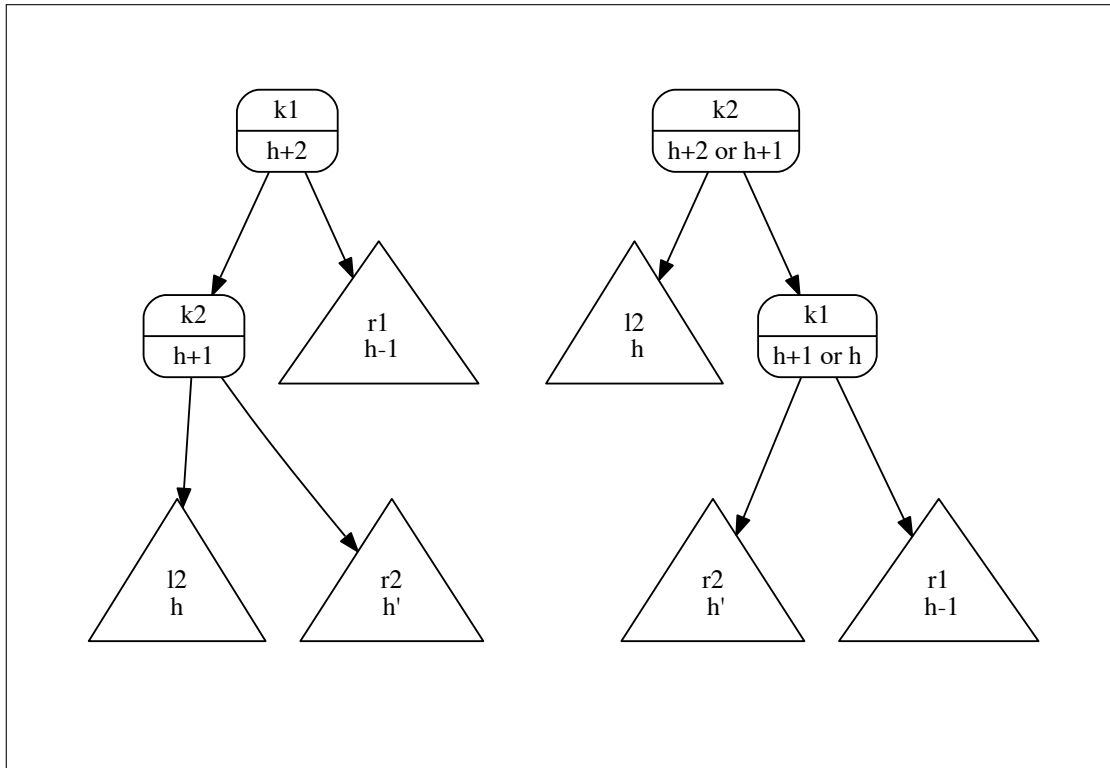 k1
h+2
k2
h+2 or h+1
k2
h+1
r1
h-1
l2
h
k1
h+1 or h
l2
h
r2
h'
r2
h'
r1
h-1